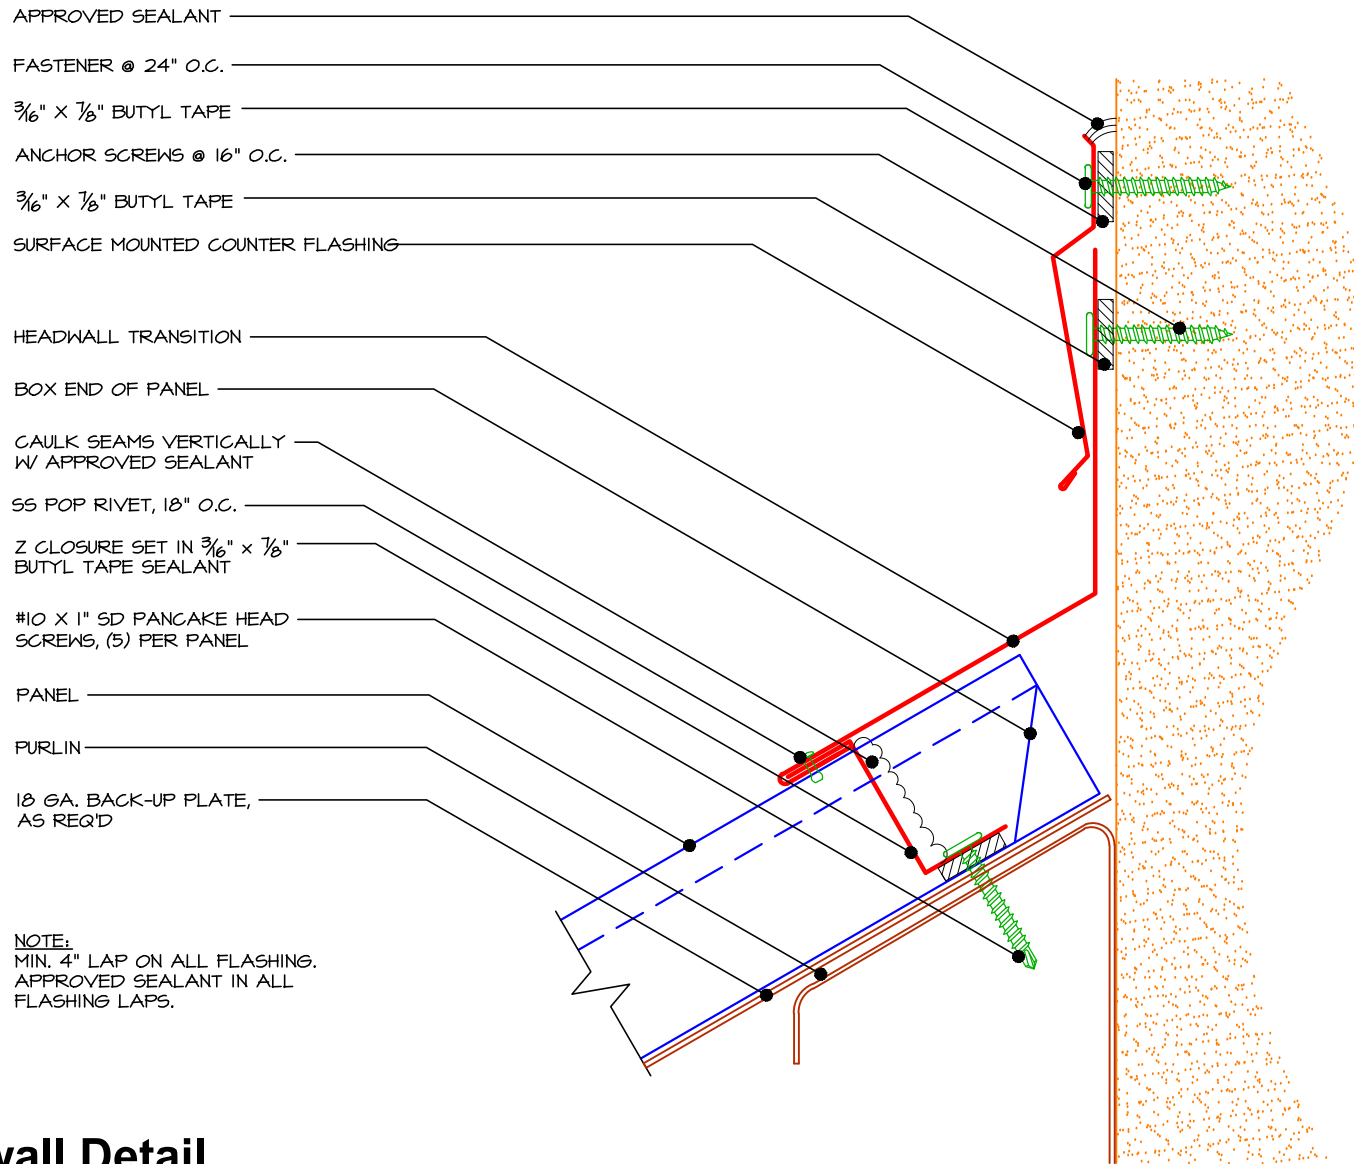 APPROVED SEALANT
FASTENER @ 24" O.C.
3/16" X 7/8" BUTYL TAPE
ANCHOR SCREWS @ 16" O.C.
3/16" X 7/8" BUTYL TAPE
SURFACE MOUNTED COUNTER FLASHING
HEADWALL TRANSITION
BOX END OF PANEL
CAULK SEAMS VERTICALLY
W/ APPROVED SEALANT
SS POP RIVET, 18" O.C.
Z CLOSURE SET IN 3/16" x 7/8"
BUTYL TAPE SEALANT
#10 X 1" SD PANCAKE HEAD
SCREWS, (5) PER PANEL
PANEL
PURLIN
18 GA. BACK-UP PLATE,
AS REQ'D
NOTE:
MIN. 4" LAP ON ALL FLASHING.
APPROVED SEALANT IN ALL
FLASHING LAPS.
wall Detail